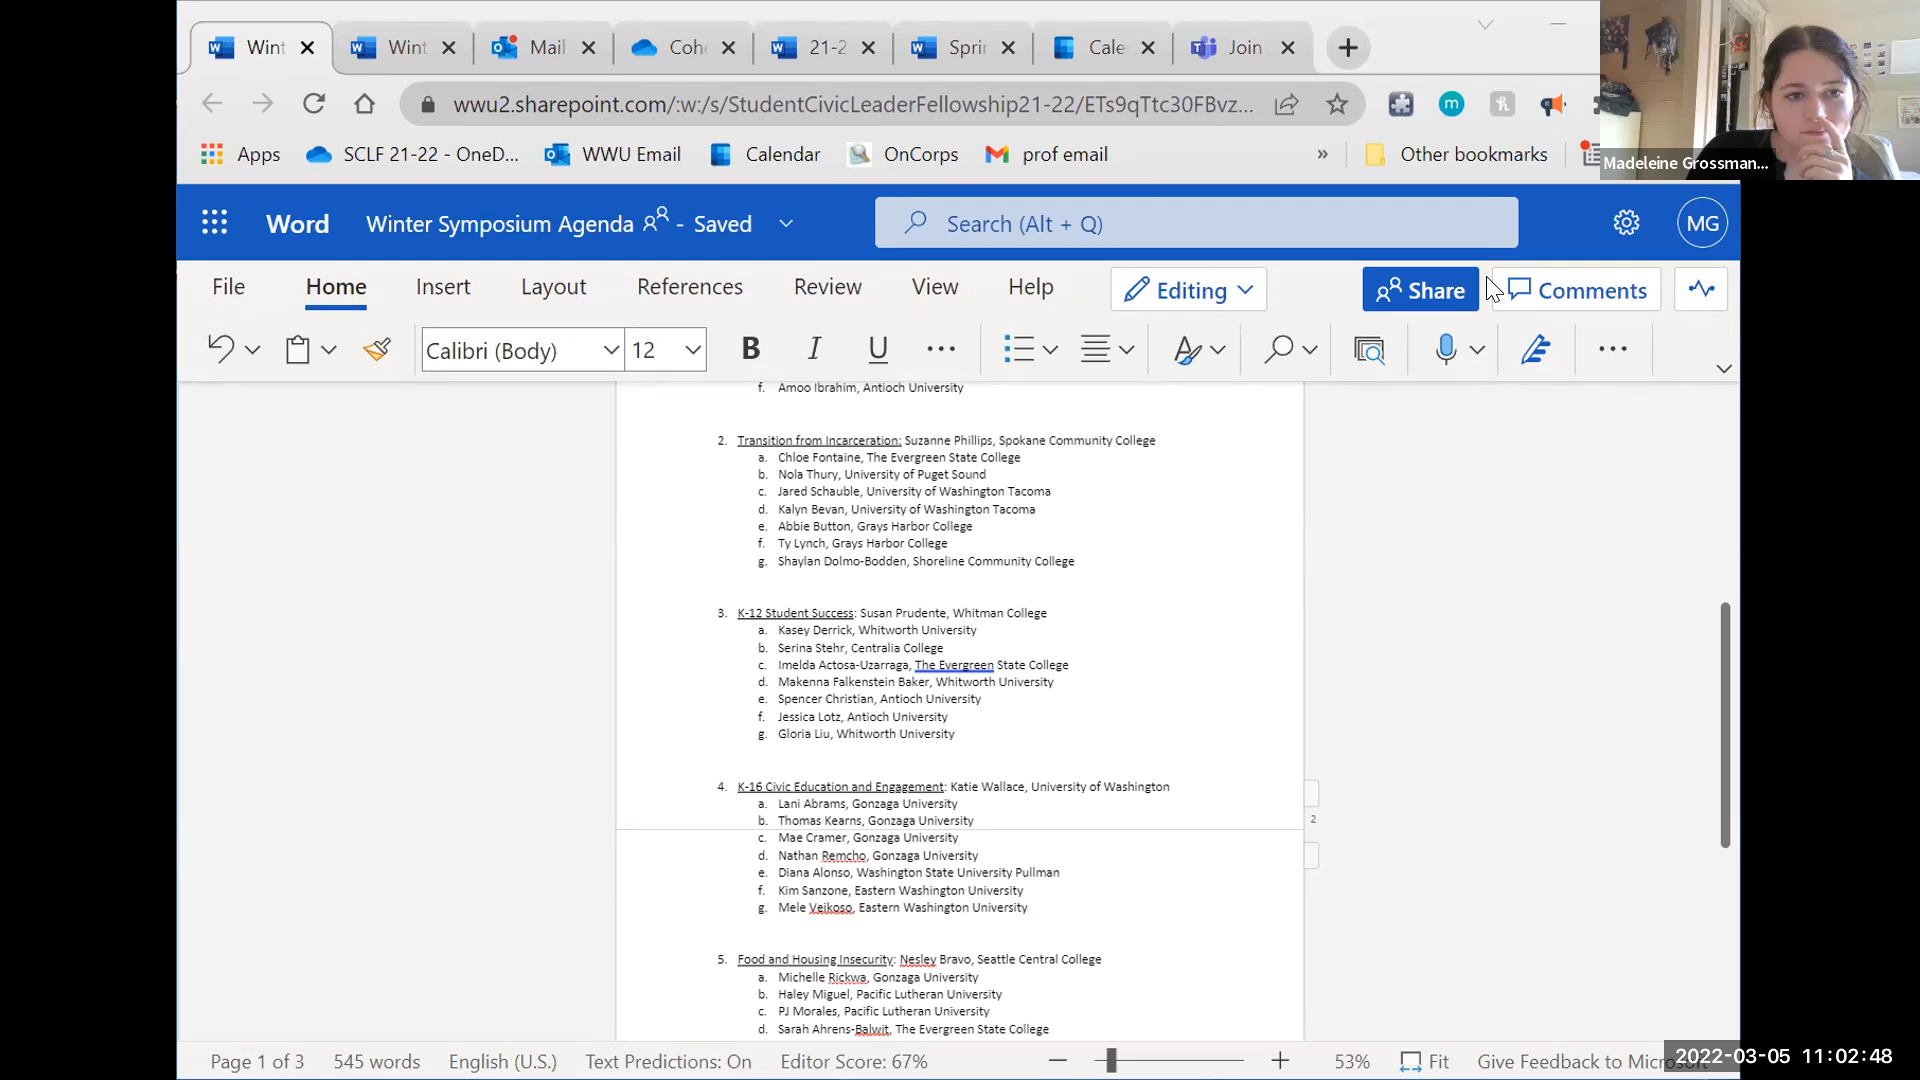 Wint
Wint
Mail
Coh
21-2
Sprin
Cale
Join
wwu2.sharepoint.com/:w:/s/StudentCivicLeaderFellowship21-22/ETs9qTtc30FBvz...
Apps
SCLF 21-22 - OneD...
WWU Email
Calendar
OnCorps
prof email
»
Other bookmarks
Madeleine Grossman...
Word
Winter Symposium Agenda - Saved
Search (Alt + Q)
MG
File
Home
Insert
Layout
References
Review
View
Help
Editing
Share
Comments
Calibri (Body)
12
B
I
U
f. Amoo Ibrahim, Antioch University
2. Transition from Incarceration: Suzanne Phillips, Spokane Community College
a. Chloe Fontaine, The Evergreen State College
b. Nola Thury, University of Puget Sound
c. Jared Schauble, University of Washington Tacoma
d. Kalyn Bevan, University of Washington Tacoma
e. Abbie Button, Grays Harbor College
f. Ty Lynch, Grays Harbor College
g. Shaylan Dolmo-Bodden, Shoreline Community College
3. K-12 Student Success: Susan Prudente, Whitman College
a. Kasey Derrick, Whitworth University
b. Serina Stehr, Centralia College
c. Imelda Actosa-Uzarraga, The Evergreen State College
d. Makenna Falkenstein Baker, Whitworth University
e. Spencer Christian, Antioch University
f. Jessica Lotz, Antioch University
g. Gloria Liu, Whitworth University
4. K-16 Civic Education and Engagement: Katie Wallace, University of Washington
a. Lani Abrams, Gonzaga University
b. Thomas Kearns, Gonzaga University
2
c. Mae Cramer, Gonzaga University
d. Nathan Remcho, Gonzaga University
e. Diana Alonso, Washington State University Pullman
f. Kim Sanzone, Eastern Washington University
g. Mele Veikoso, Eastern Washington University
5. Food and Housing Insecurity: Nesley Bravo, Seattle Central College
a. Michelle Rickwa, Gonzaga University
b. Haley Miguel, Pacific Lutheran University
c. PJ Morales, Pacific Lutheran University
d. Sarah Ahrens-Balwit, The Evergreen State College
Page 1 of 3
545 words
English (U.S.)
Text Predictions: On
Editor Score: 67%
53%
Fit
Give Feedback to Microsoft
2022-03-05 11:02:48